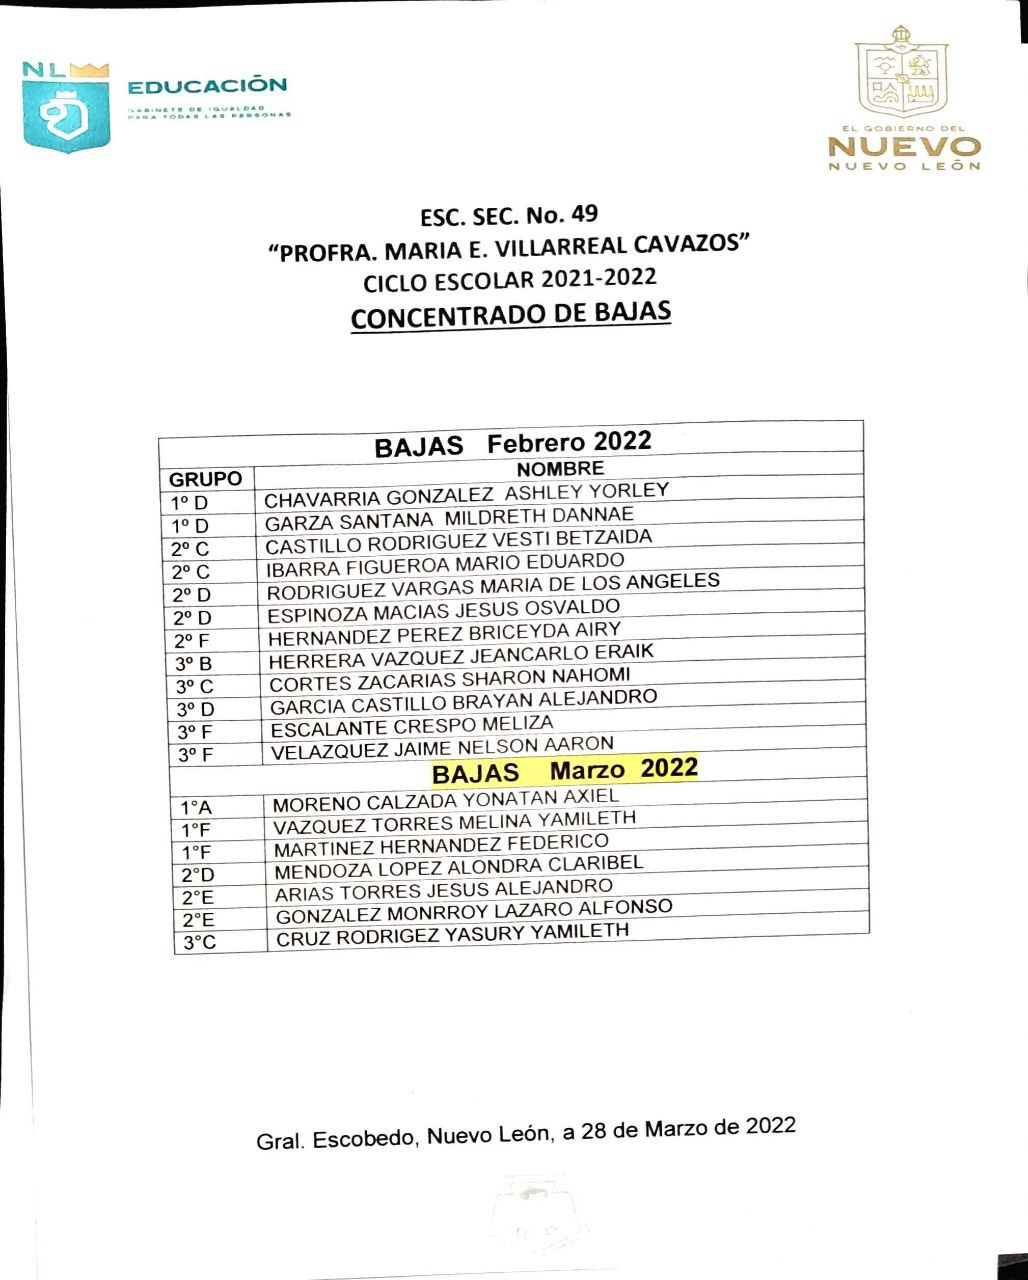 NL
EDUCACIÓN
GABINETE DE IGUALDAD
PARA TODAS LAS PERSONAS
EL GOBIERNO DEL
NUEVO
NUEVO LEÓN
ESC. SEC. No. 49
“PROFRA. MARIA E. VILLARREAL CAVAZOS”
CICLO ESCOLAR 2021-2022
CONCENTRADO DE BAJAS
BAJAS Febrero 2022
GRUPO NOMBRE
1º D CHAVARRIA GONZALEZ ASHLEY YORLEY
1º D GARZA SANTANA MILDRETH DANNAE
2º C CASTILLO RODRIGUEZ VESTI BETZAIDA
2º C IBARRA FIGUEROA MARIO EDUARDO
2º D RODRIGUEZ VARGAS MARIA DE LOS ANGELES
2º D ESPINOZA MACIAS JESUS OSVALDO
2º F HERNANDEZ PEREZ BRICEYDA AIRY
3º B HERRERA VAZQUEZ JEANCARLO ERAIK
3º C CORTES ZACARIAS SHARON NAHOMI
3º D GARCIA CASTILLO BRAYAN ALEJANDRO
3º F ESCALANTE CRESPO MELIZA
3º F VELAZQUEZ JAIME NELSON AARON
BAJAS Marzo 2022
1°A MORENO CALZADA YONATAN AXIEL
1°F VAZQUEZ TORRES MELINA YAMILETH
1°F MARTINEZ HERNANDEZ FEDERICO
2°D MENDOZA LOPEZ ALONDRA CLARIBEL
2°E ARIAS TORRES JESUS ALEJANDRO
2°E GONZALEZ MONRROY LAZARO ALFONSO
3°C CRUZ RODRIGEZ YASURY YAMILETH
Gral. Escobedo, Nuevo León, a 28 de Marzo de 2022